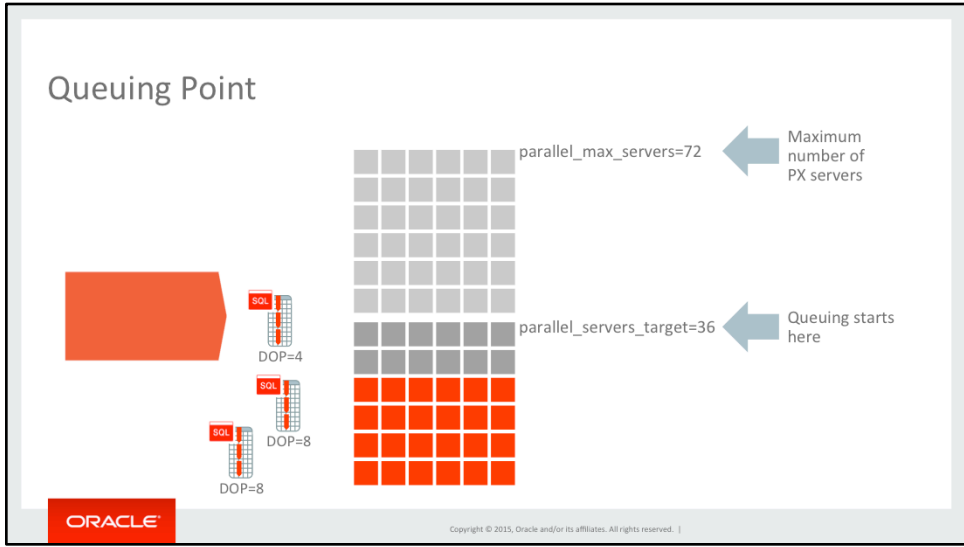 Queuing Point
parallel_max_servers=72
Maximum
number of
PX servers
SQL
DOP=4
parallel_servers_target=36
Queuing starts
here
SQL
DOP=8
SQL
DOP=8
ORACLE®
Copyright © 2015, Oracle and/or its affiliates. All rights reserved. |